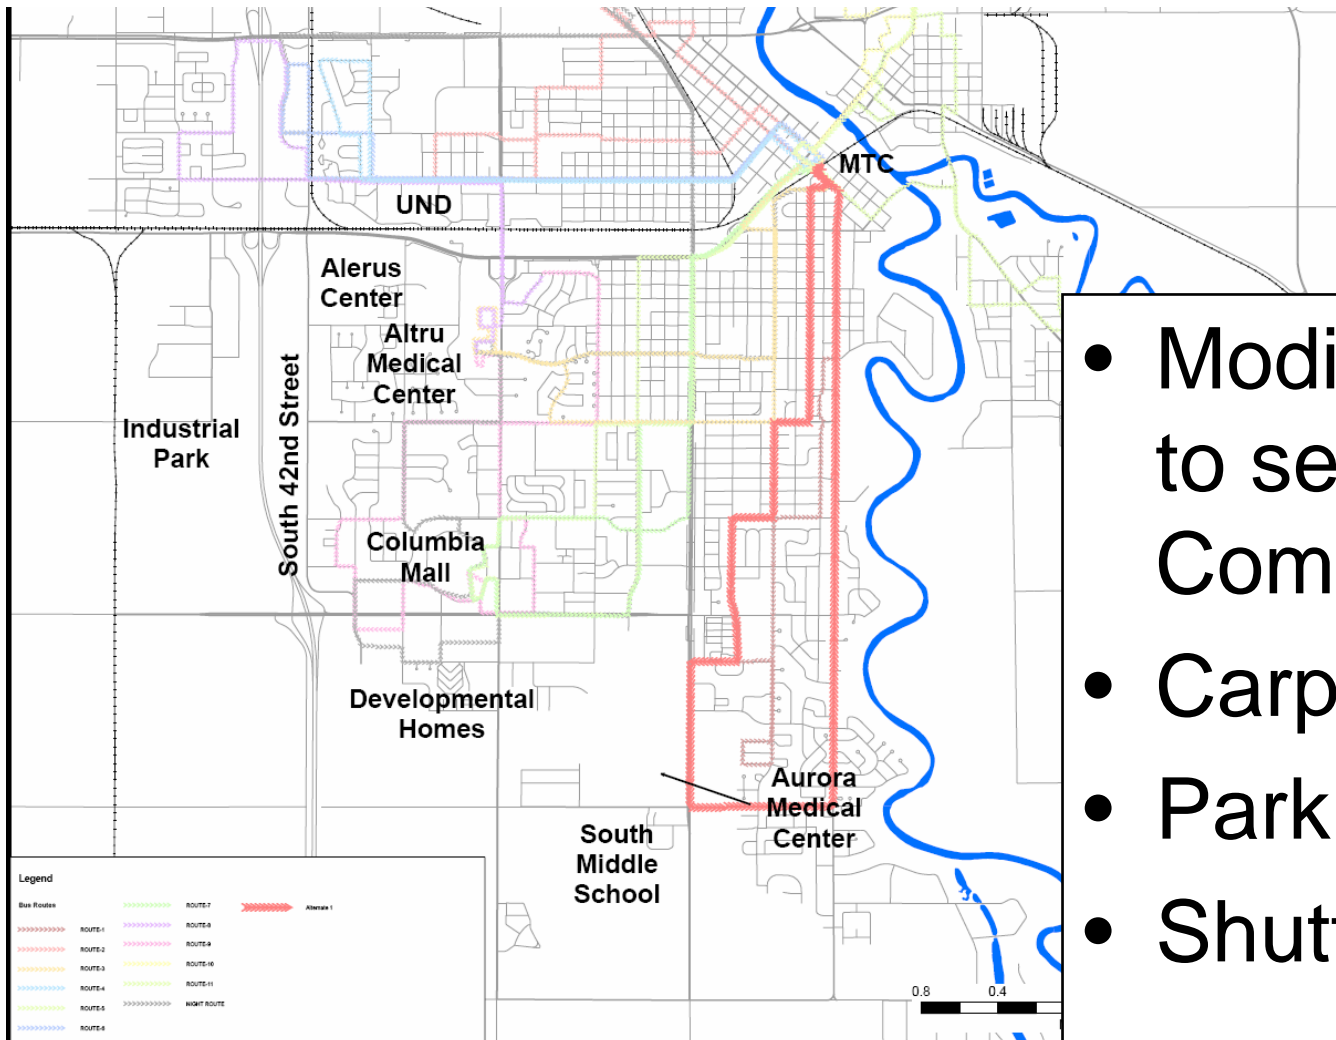 MTC
UND
Alerus
Center
Altru
Medical
Center
South 42nd Street
Industrial
Park
Columbia
Mall
Developmental
Homes
Aurora
Medical
Center
South
Middle
School
• Modi
to se
Com
• Carp
• Park
• Shut
Legend
Bus Routes
ROUTE-1
ROUTE-2
ROUTE-3
ROUTE-4
ROUTE-5
ROUTE-6
ROUTE-7
ROUTE-8
ROUTE-9
ROUTE-10
ROUTE-11
NIGHT ROUTE
Alternate 1
0.8 0.4